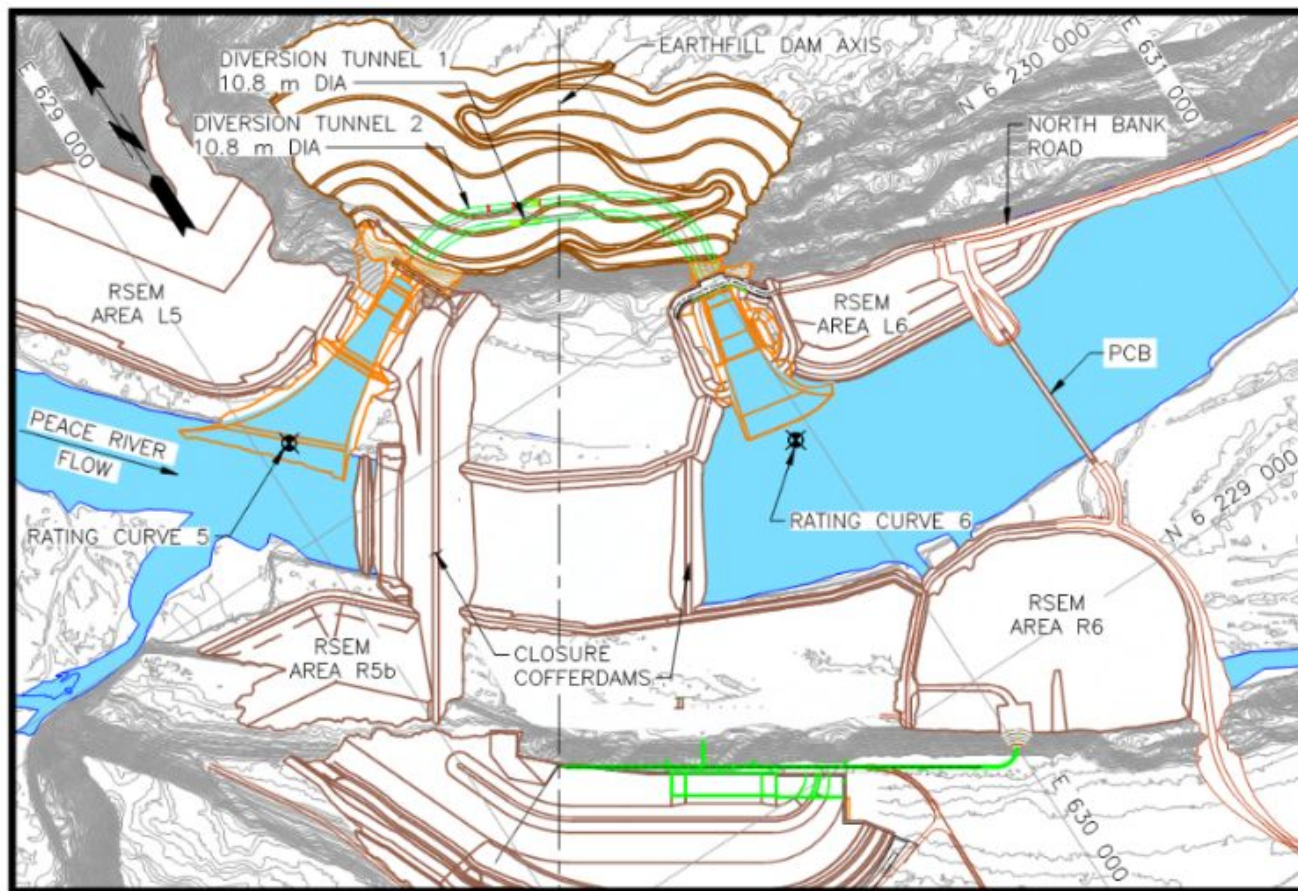 DIVERSION TUNNEL 1
10.8 m DIA
DIVERSION TUNNEL 2
10.8 m DIA
EARTHFILL DAM AXIS
E 631 000
N 6 230 000
E 629 000
N
NORTH BANK
ROAD
RSEM
AREA L5
RSEM
AREA L6
PCB
PEACE RIVER
FLOW
RATING CURVE 5
RATING CURVE 6
N 6 229 000
RSEM
AREA R5b
CLOSURE
COFFERDAMS
RSEM
AREA R6
E 630 000